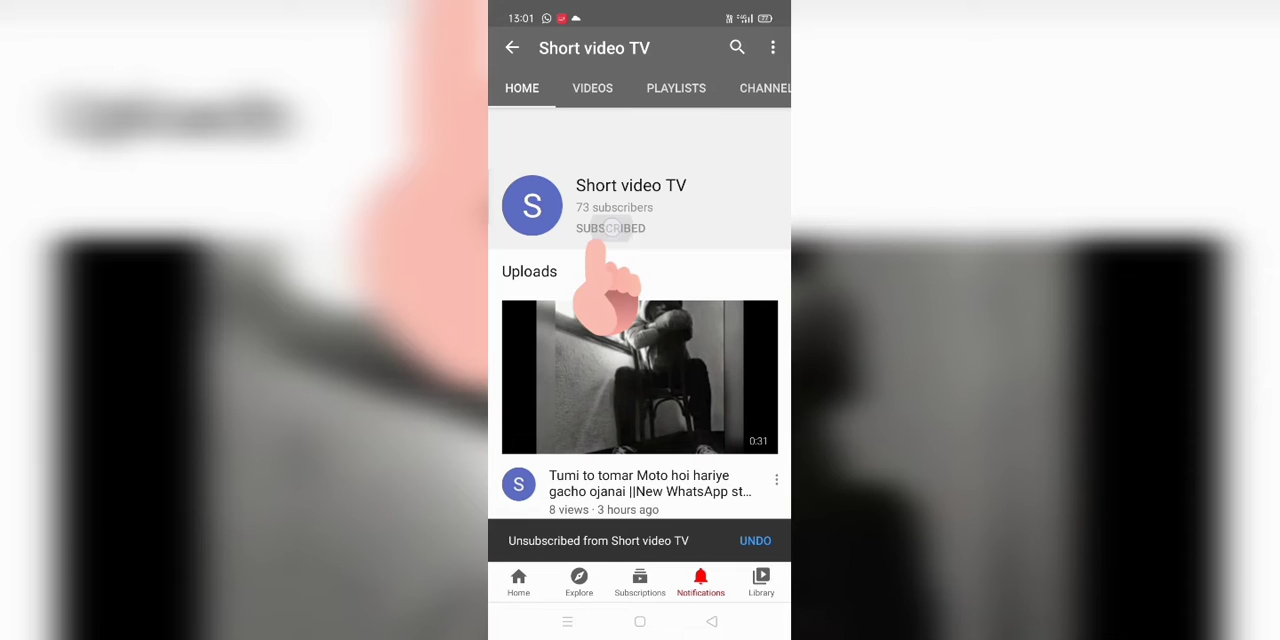 13:01
Short video TV
HOME VIDEOS PLAYLISTS CHANNEL
S
Short video TV
73 subscribers
SUBSCRIBED
Uploads
0:31
S
Tumi to tomar Moto hoi hariye
gacho ojanai ||New WhatsApp st...
8 views · 3 hours ago
Unsubscribed from Short video TV UNDO
Home Explore Subscriptions Notifications Library